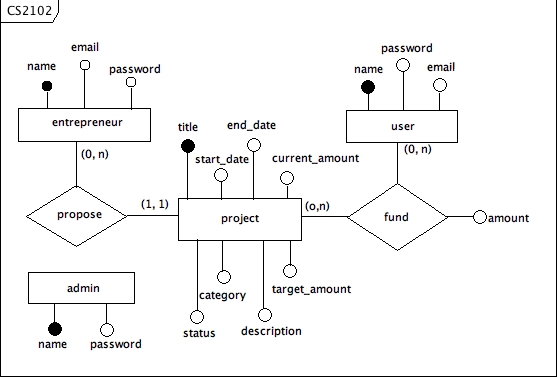 CS2102
email
name
password
entrepreneur
(0, n)
propose
(1, 1)
title
end_date
start_date
current_amount
project
(o,n)
category
target_amount
status
description
password
name
email
user
(0, n)
fund
amount
admin
name
password